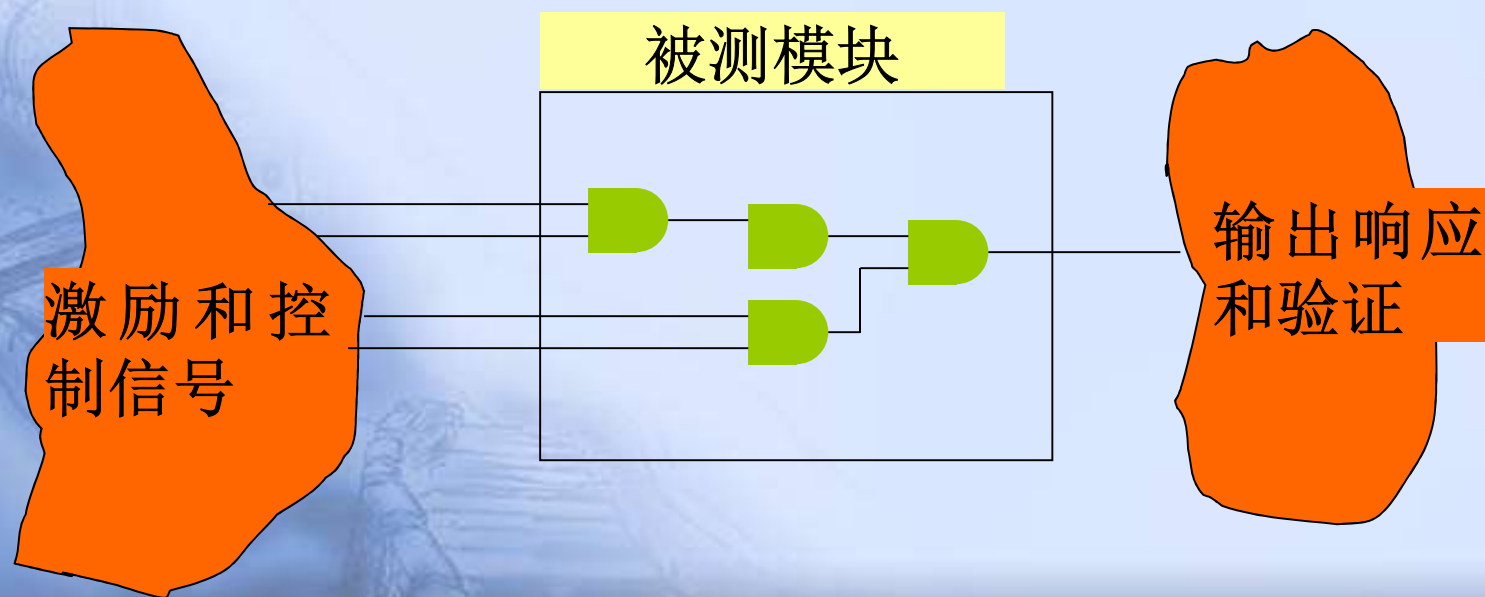 被测模块
激励和控
制信号
输出响应
和验证